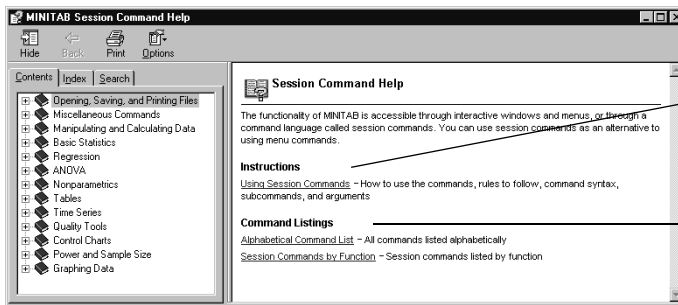 MINITAB Session Command Help
Hide Back Print Options
Contents Index Search
Opening, Saving, and Printing Files
Miscellaneous Commands
Manipulating and Calculating Data
Basic Statistics
Regression
ANOVA
Nonparametrics
Tables
Time Series
Quality Tools
Control Charts
Power and Sample Size
Graphing Data
Session Command Help
The functionality of MINITAB is accessible through interactive windows and menus, or through a
command language called session commands. You can use session commands as an alternative to
using menu commands.
Instructions
Using Session Commands - How to use the commands, rules to follow, command syntax,
subcommands, and arguments
Command Listings
Alphabetical Command List - All commands listed alphabetically
Session Commands by Function - Session commands listed by function